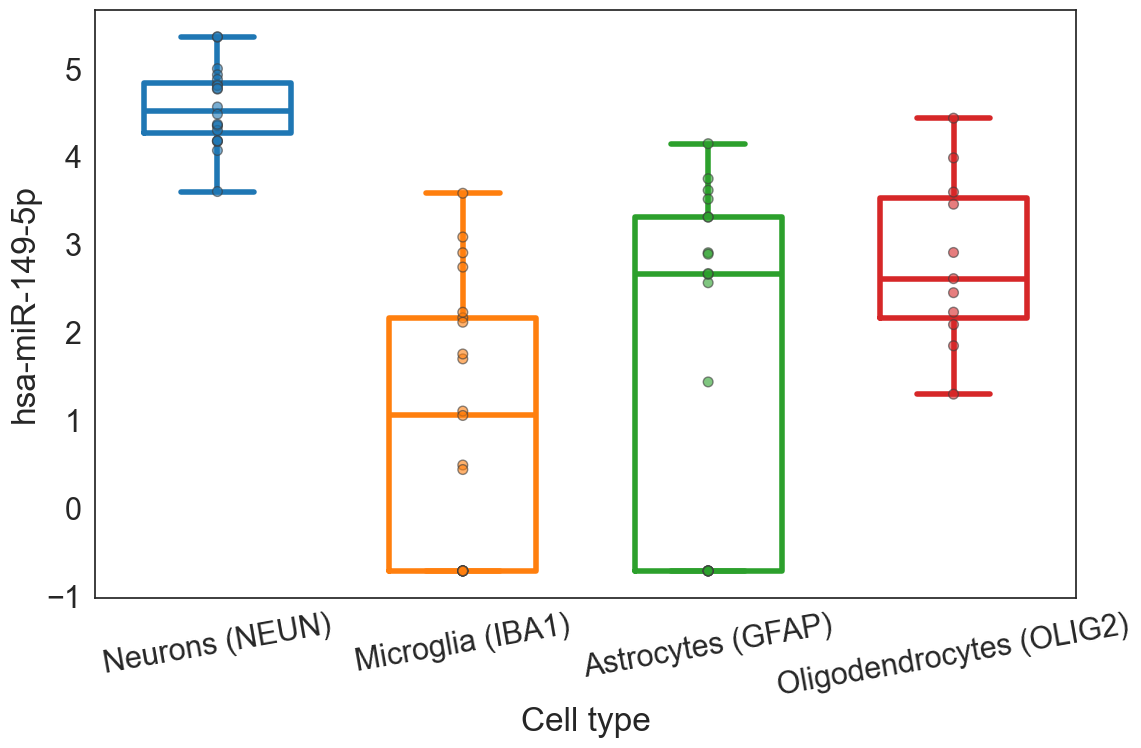 hsa-miR-149-5p
5
4
3
2
1
0
−1
Neurons (NEUN)
Microglia (IBA1)
Astrocytes (GFAP)
Oligodendrocytes (OLIG2)
Cell type